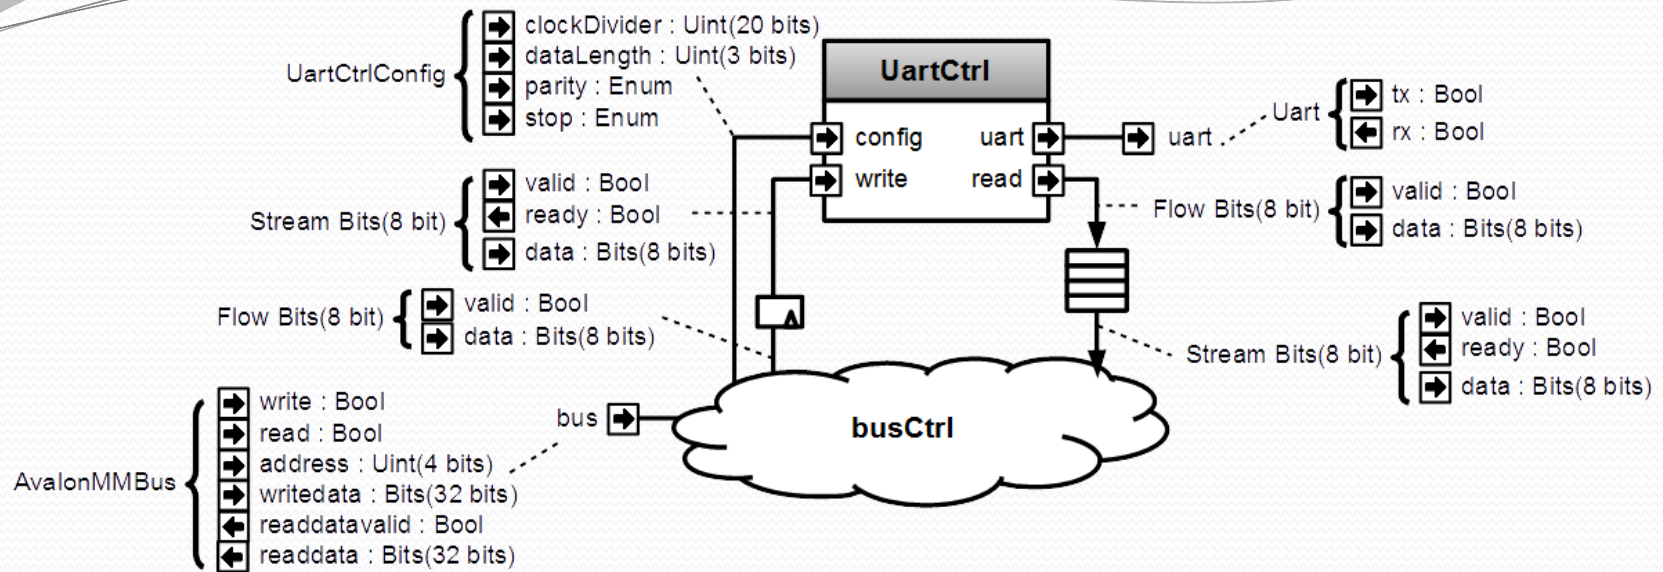 clockDivider : Uint(20 bits)
dataLength : Uint(3 bits)
UartCtrlConfig
parity : Enum
stop : Enum
UartCtrl
config
uart
write
read
uart
Uart
tx : Bool
rx : Bool
valid : Bool
Stream Bits(8 bit)
ready : Bool
data : Bits(8 bits)
valid : Bool
Flow Bits(8 bit)
data : Bits(8 bits)
valid : Bool
Flow Bits(8 bit)
data : Bits(8 bits)
valid : Bool
Stream Bits(8 bit)
ready : Bool
data : Bits(8 bits)
bus
busCtrl
write : Bool
read : Bool
address : Uint(4 bits)
AvalonMMBus
writedata : Bits(32 bits)
readdatavalid : Bool
readdata : Bits(32 bits)